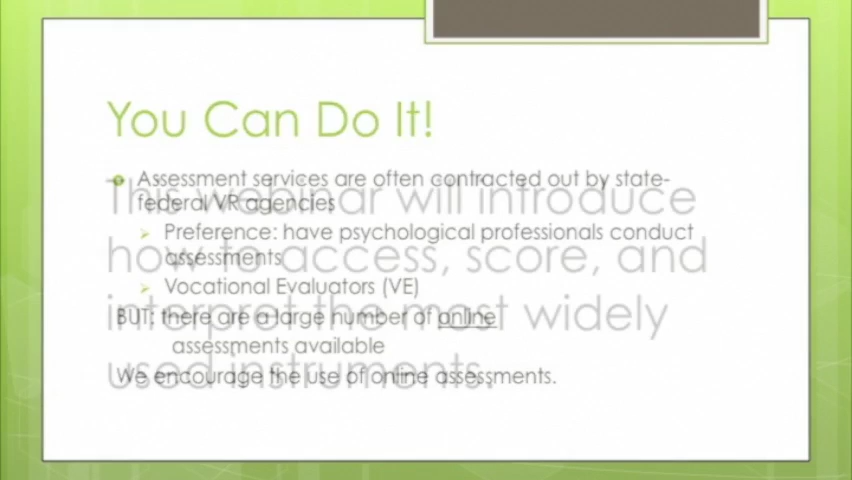 You Can Do It!
Assessment services are often contracted out by state-
federal VR agencies
Preference: have psychological professionals conduct
assessments
Vocational Evaluators (VE)
BUT: there are a large number of online
assessments available
We encourage the use of online assessments.
This webinar will introduce
how to access, score, and
interpret the most widely
used instruments.